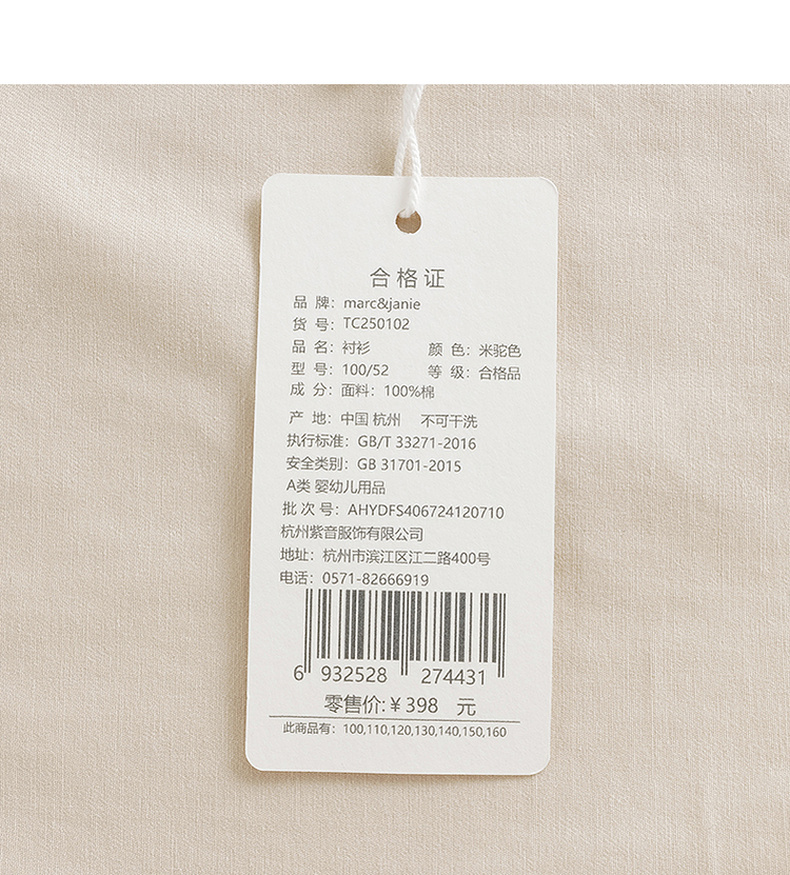 合格证
品 牌：marc&janie
货 号：TC250102
品 名：衬衫 颜 色：米驼色
型 号：100/52 等 级：合格品
成 分：面料：100%棉
产 地：中国 杭州 不可干洗
执行标准：GB/T 33271-2016
安全类别：GB 31701-2015
A类 婴幼儿用品
批 次 号：AHYDFS406724120710
杭州紫音服饰有限公司
地址：杭州市滨江区江二路400号
电话：0571-82666919
6 932528 274431
零售价:￥398 元
此商品有：100,110,120,130,140,150,160